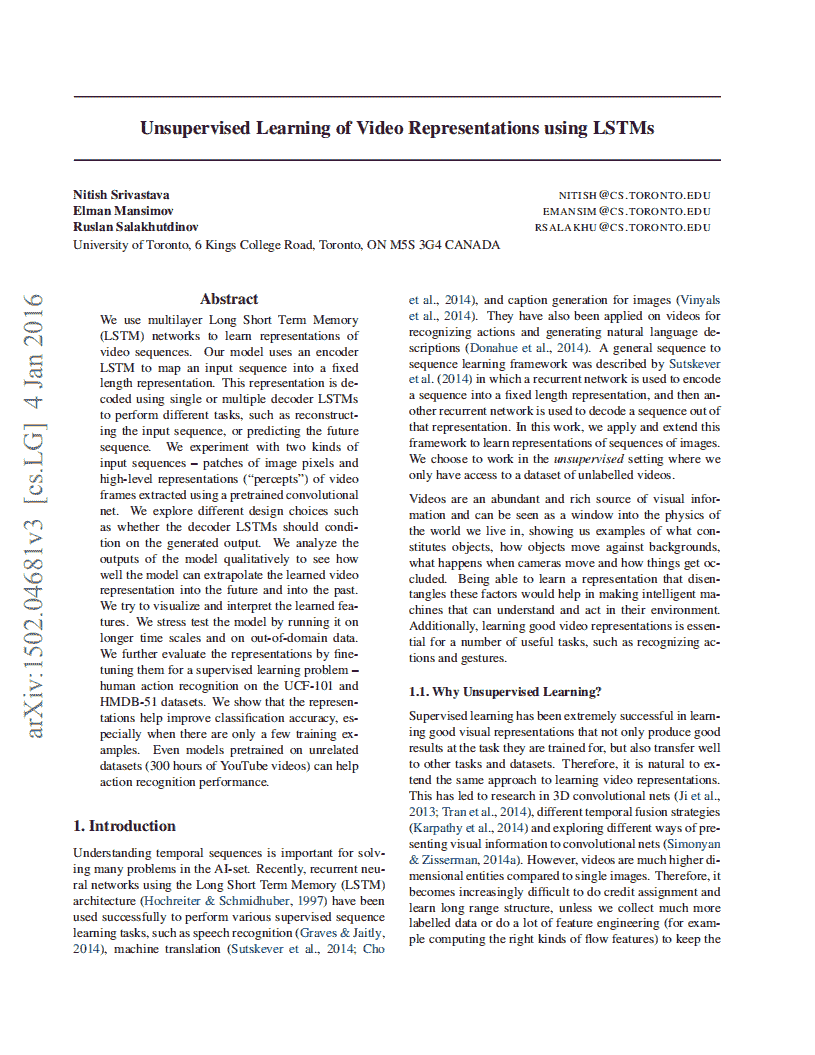 Unsupervised Learning of Video Representations using LSTMs
Nitish Srivastava NITISH@CS.TORONTO.EDU
Elman Mansimov EMANSIM@CS.TORONTO.EDU
Ruslan Salakhutdinov RSALAKHU@CS.TORONTO.EDU
University of Toronto, 6 Kings College Road, Toronto, ON M5S 3G4 CANADA
arXiv:1502.04681v3 [cs.LG] 4 Jan 2016
Abstract
We use multilayer Long Short Term Memory
(LSTM) networks to learn representations of
video sequences. Our model uses an encoder
LSTM to map an input sequence into a fixed
length representation. This representation is de-
coded using single or multiple decoder LSTMs
to perform different tasks, such as reconstruct-
ing the input sequence, or predicting the future
sequence. We experiment with two kinds of
input sequences – patches of image pixels and
high-level representations (“percepts”) of video
frames extracted using a pretrained convolutional
net. We explore different design choices such
as whether the decoder LSTMs should condi-
tion on the generated output. We analyze the
outputs of the model qualitatively to see how
well the model can extrapolate the learned video
representation into the future and into the past.
We try to visualize and interpret the learned fea-
tures. We stress test the model by running it on
longer time scales and on out-of-domain data.
We further evaluate the representations by fine-
tuning them for a supervised learning problem –
human action recognition on the UCF-101 and
HMDB-51 datasets. We show that the represen-
tations help improve classification accuracy, es-
pecially when there are only a few training ex-
amples. Even models pretrained on unrelated
datasets (300 hours of YouTube videos) can help
action recognition performance.
1. Introduction
Understanding temporal sequences is important for solv-
ing many problems in the AI-set. Recently, recurrent neu-
ral networks using the Long Short Term Memory (LSTM)
architecture (Hochreiter & Schmidhuber, 1997) have been
used successfully to perform various supervised sequence
learning tasks, such as speech recognition (Graves & Jaitly,
2014), machine translation (Sutskever et al., 2014; Cho
et al., 2014), and caption generation for images (Vinyals
et al., 2014). They have also been applied on videos for
recognizing actions and generating natural language de-
scriptions (Donahue et al., 2014). A general sequence to
sequence learning framework was described by Sutskever
et al. (2014) in which a recurrent network is used to encode
a sequence into a fixed length representation, and then an-
other recurrent network is used to decode a sequence out of
that representation. In this work, we apply and extend this
framework to learn representations of sequences of images.
We choose to work in the unsupervised setting where we
only have access to a dataset of unlabelled videos.
Videos are an abundant and rich source of visual infor-
mation and can be seen as a window into the physics of
the world we live in, showing us examples of what con-
stitutes objects, how objects move against backgrounds,
what happens when cameras move and how things get oc-
cluded. Being able to learn a representation that disen-
tangles these factors would help in making intelligent ma-
chines that can understand and act in their environment.
Additionally, learning good video representations is essen-
tial for a number of useful tasks, such as recognizing ac-
tions and gestures.
1.1. Why Unsupervised Learning?
Supervised learning has been extremely successful in learn-
ing good visual representations that not only produce good
results at the task they are trained for, but also transfer well
to other tasks and datasets. Therefore, it is natural to ex-
tend the same approach to learning video representations.
This has led to research in 3D convolutional nets (Ji et al.,
2013; Tran et al., 2014), different temporal fusion strategies
(Karpathy et al., 2014) and exploring different ways of pre-
senting visual information to convolutional nets (Simonyan
& Zisserman, 2014a). However, videos are much higher di-
mensional entities compared to single images. Therefore, it
becomes increasingly difficult to do credit assignment and
learn long range structure, unless we collect much more
labelled data or do a lot of feature engineering (for exam-
ple computing the right kinds of flow features) to keep the